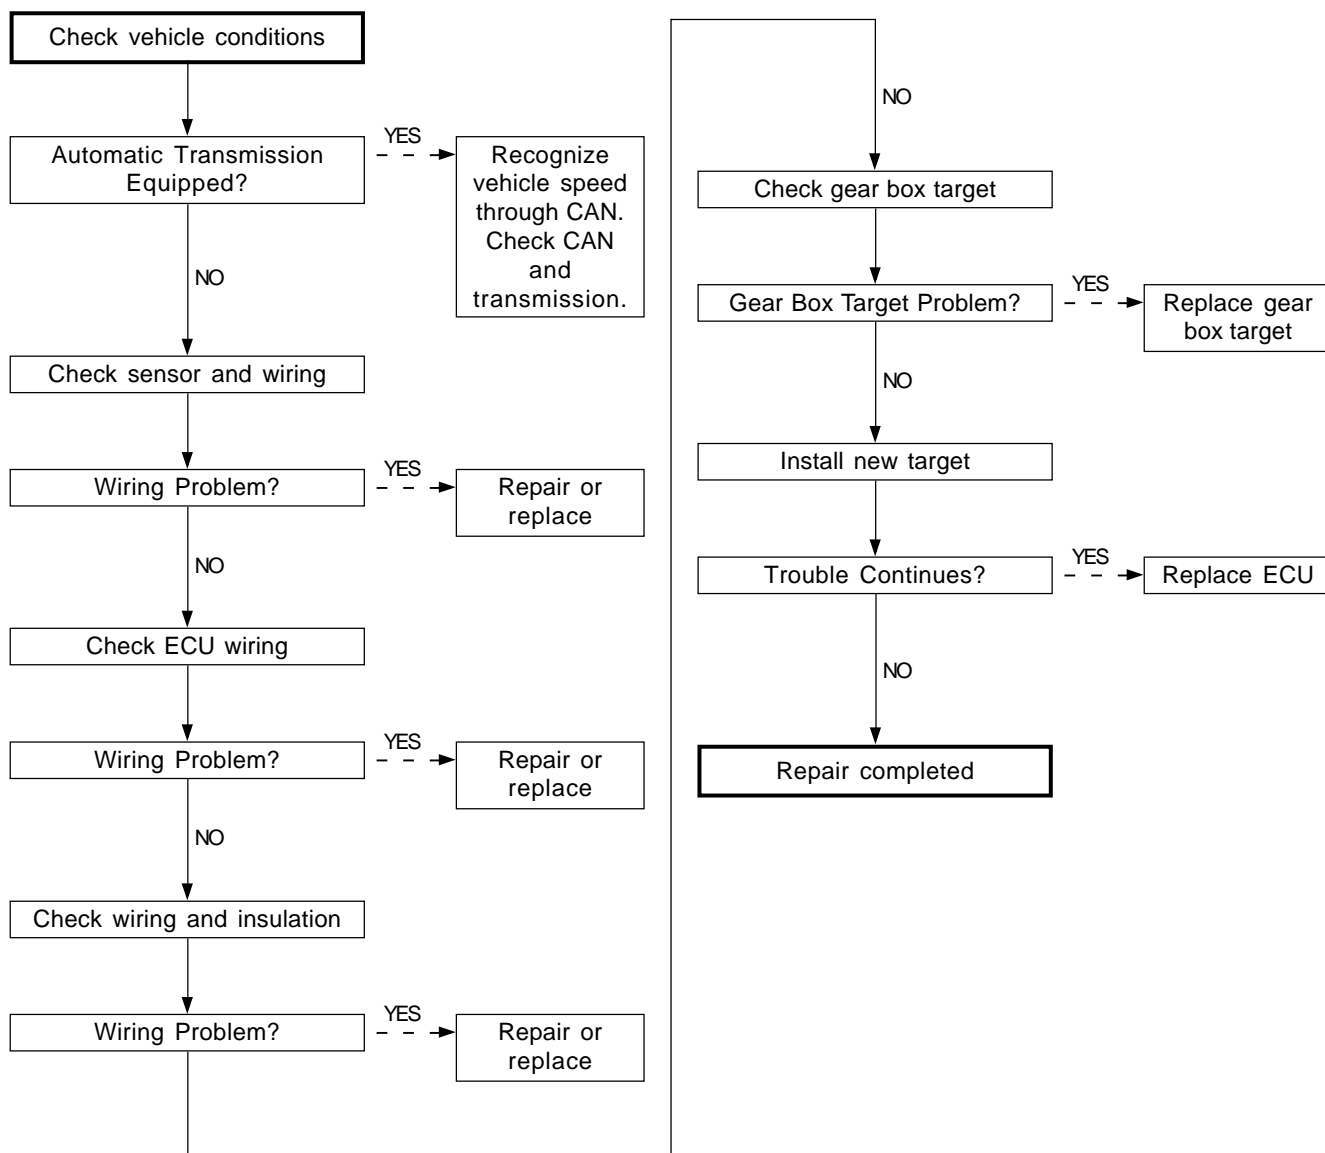 Check vehicle conditions
Automatic Transmission
Equipped?
YES
Recognize
vehicle speed
through CAN.
Check CAN
and
transmission.
NO
Check sensor and wiring
Wiring Problem?
YES
Repair or
replace
NO
Check ECU wiring
Wiring Problem?
YES
Repair or
replace
NO
Check wiring and insulation
Wiring Problem?
YES
Repair or
replace
NO
Check gear box target
Gear Box Target Problem?
YES
Replace gear
box target
NO
Install new target
Trouble Continues?
YES
Replace ECU
NO
Repair completed